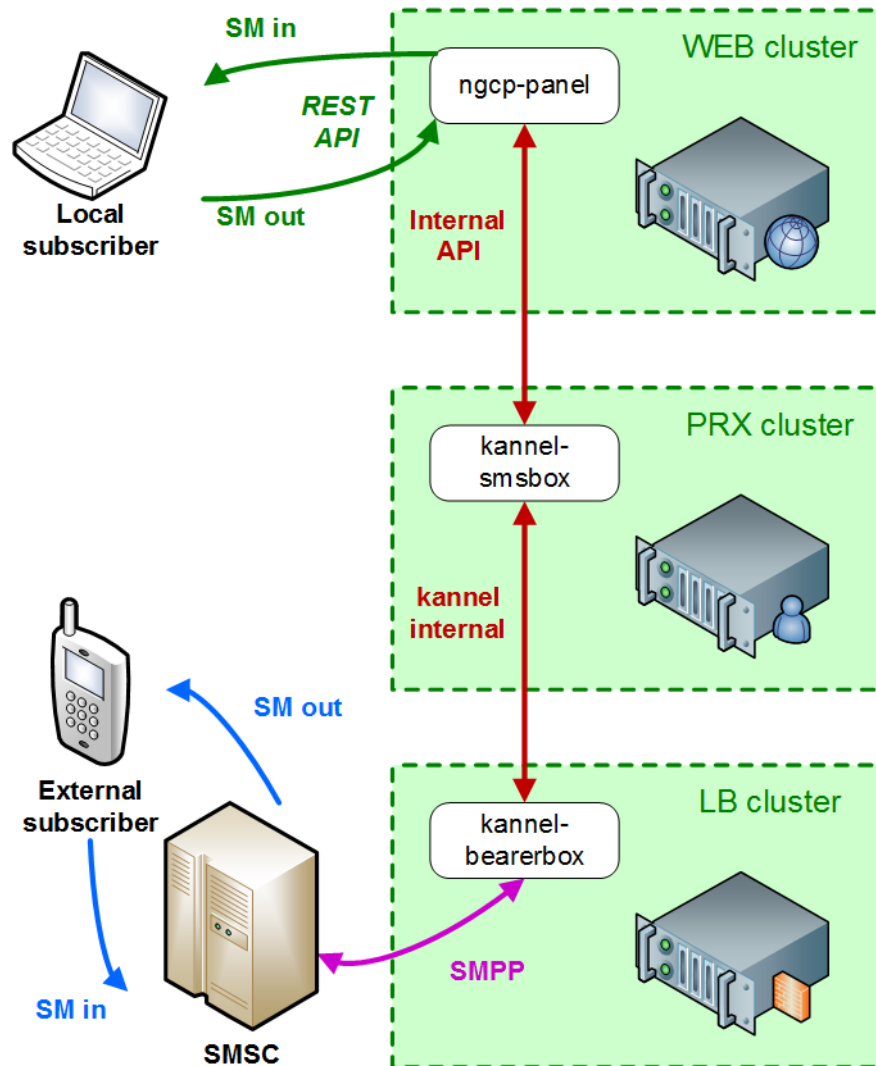 SM in
WEB cluster
ngcp-panel
REST
API
Local
subscriber
SM out
Internal
API
PRX cluster
kannel-
smsbox
kannel
internal
SM out
External
subscriber
LB cluster
kannel-
bearerbox
SMPP
SM in
SMSC